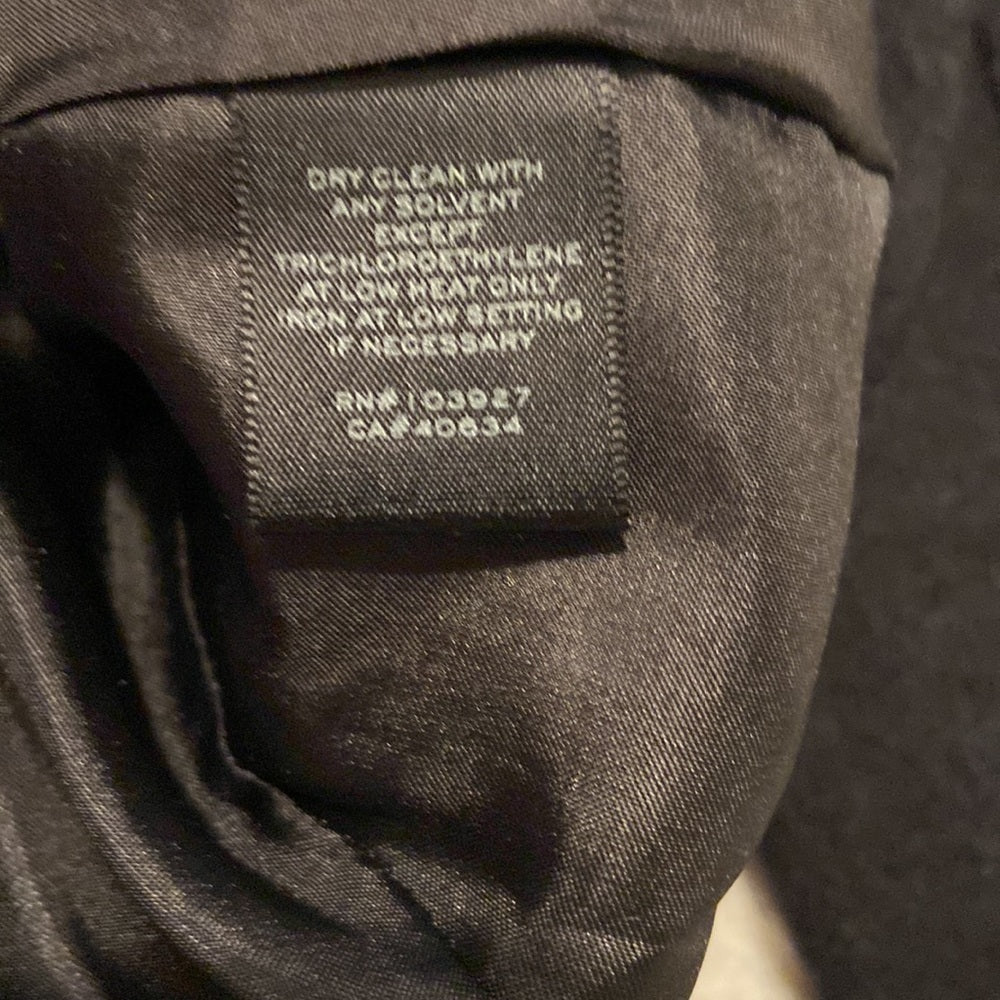 DRY CLEAN WITH
ANY SOLVENT
EXCEPT
TRICHLOROETHYLENE
AT LOW HEAT ONLY
IRON AT LOW SETTING
IF NECESSARY
RN# 103027
CA#40634